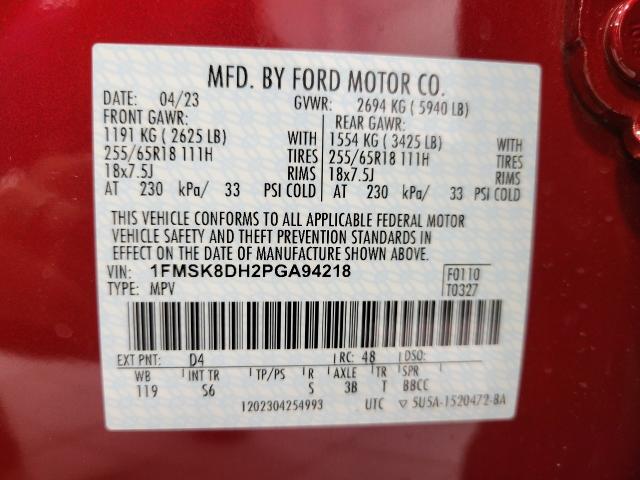 MFD. BY FORD MOTOR CO.
DATE: 04/23 GVWR: 2694 KG ( 5940 LB)
FRONT GAWR: REAR GAWR:
1191 KG ( 2625 LB) WITH 1554 KG ( 3425 LB) WITH
255/65R18 111H TIRES 255/65R18 111H TIRES
18x7.5J RIMS 18x7.5J RIMS
AT 230 kPa/ 33 PSI COLD AT 230 kPa/ 33 PSI COLD
THIS VEHICLE CONFORMS TO ALL APPLICABLE FEDERAL MOTOR
VEHICLE SAFETY AND THEFT PREVENTION STANDARDS IN
EFFECT ON THE DATE OF MANUFACTURE SHOWN ABOVE.
VIN: 1FMSK8DH2PGA94218 F0110
TYPE: MPV T0327
EXT PNT: D4 RC: 48 DSO:
WB INT TR TP/PS R AXLE TR SPR
119 S6 S 3B T BBCC
1202304254993 UTC ▽ 5U5A-1520472-BA